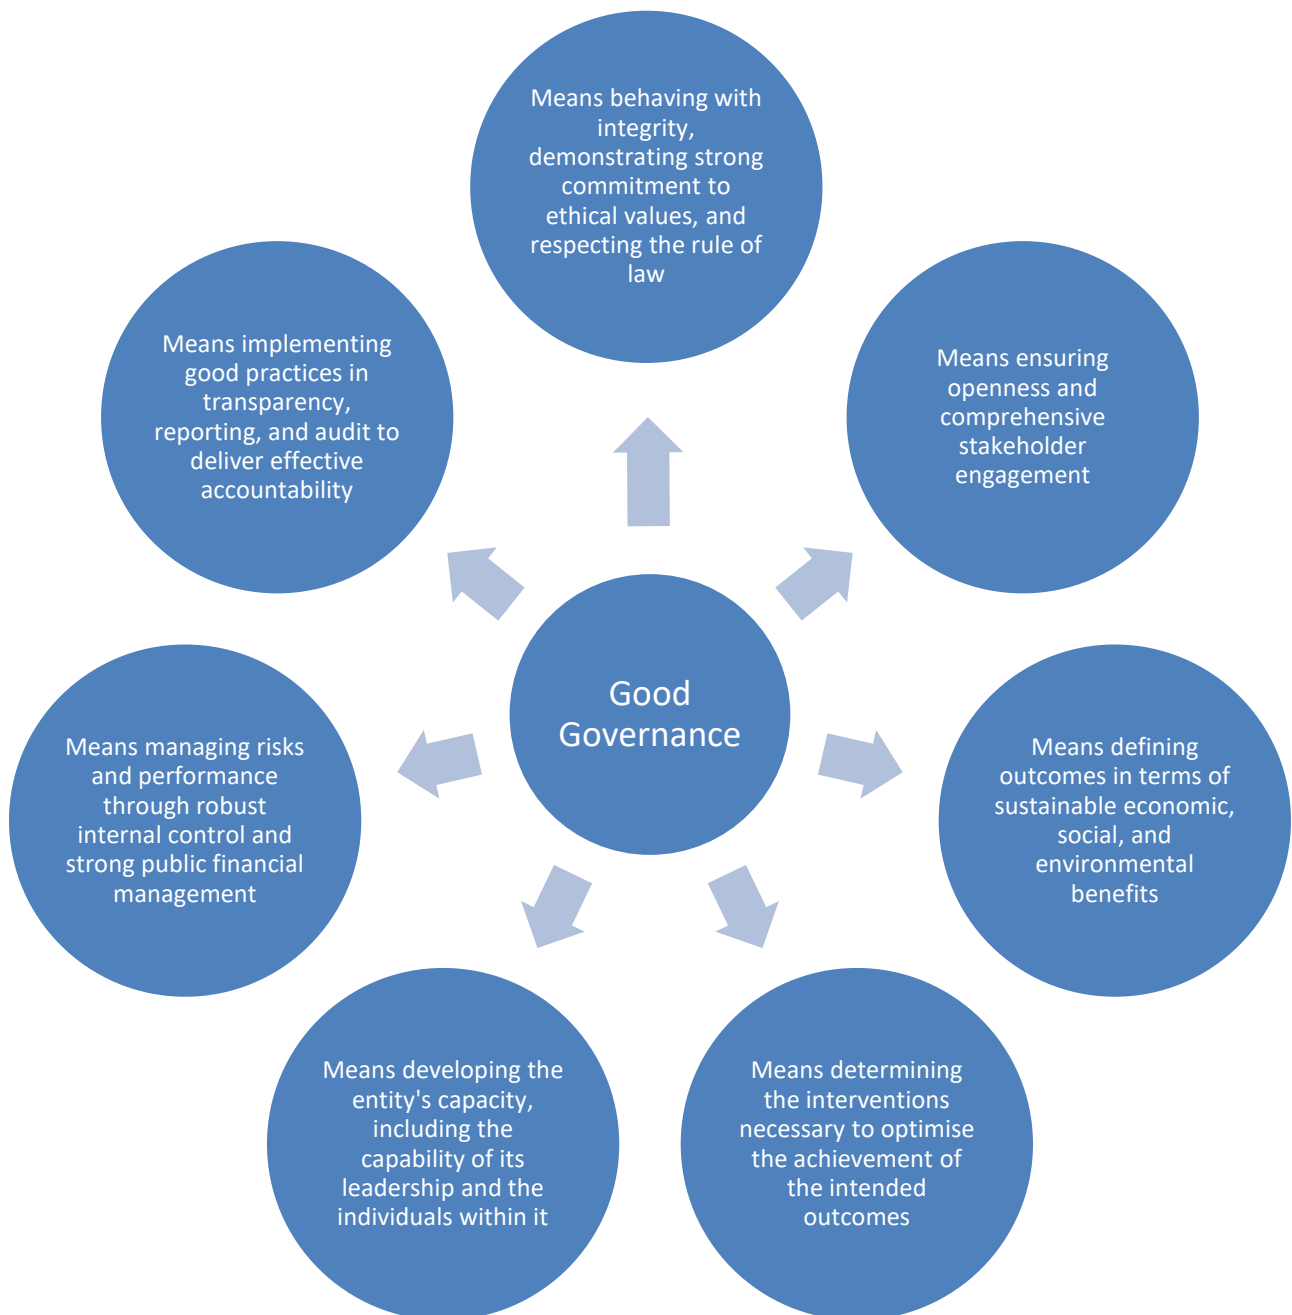 Means behaving with
integrity,
demonstrating strong
commitment to
ethical values, and
respecting the rule of
law
Means ensuring
openness and
comprehensive
stakeholder
engagement
Means defining
outcomes in terms of
sustainable economic,
social, and
environmental
benefits
Means determining
the interventions
necessary to optimise
the achievement of
the intended
outcomes
Means developing the
entity's capacity,
including the
capability of its
leadership and the
individuals within it
Means managing risks
and performance
through robust
internal control and
strong public financial
management
Means implementing
good practices in
transparency,
reporting, and audit to
deliver effective
accountability
Good
Governance